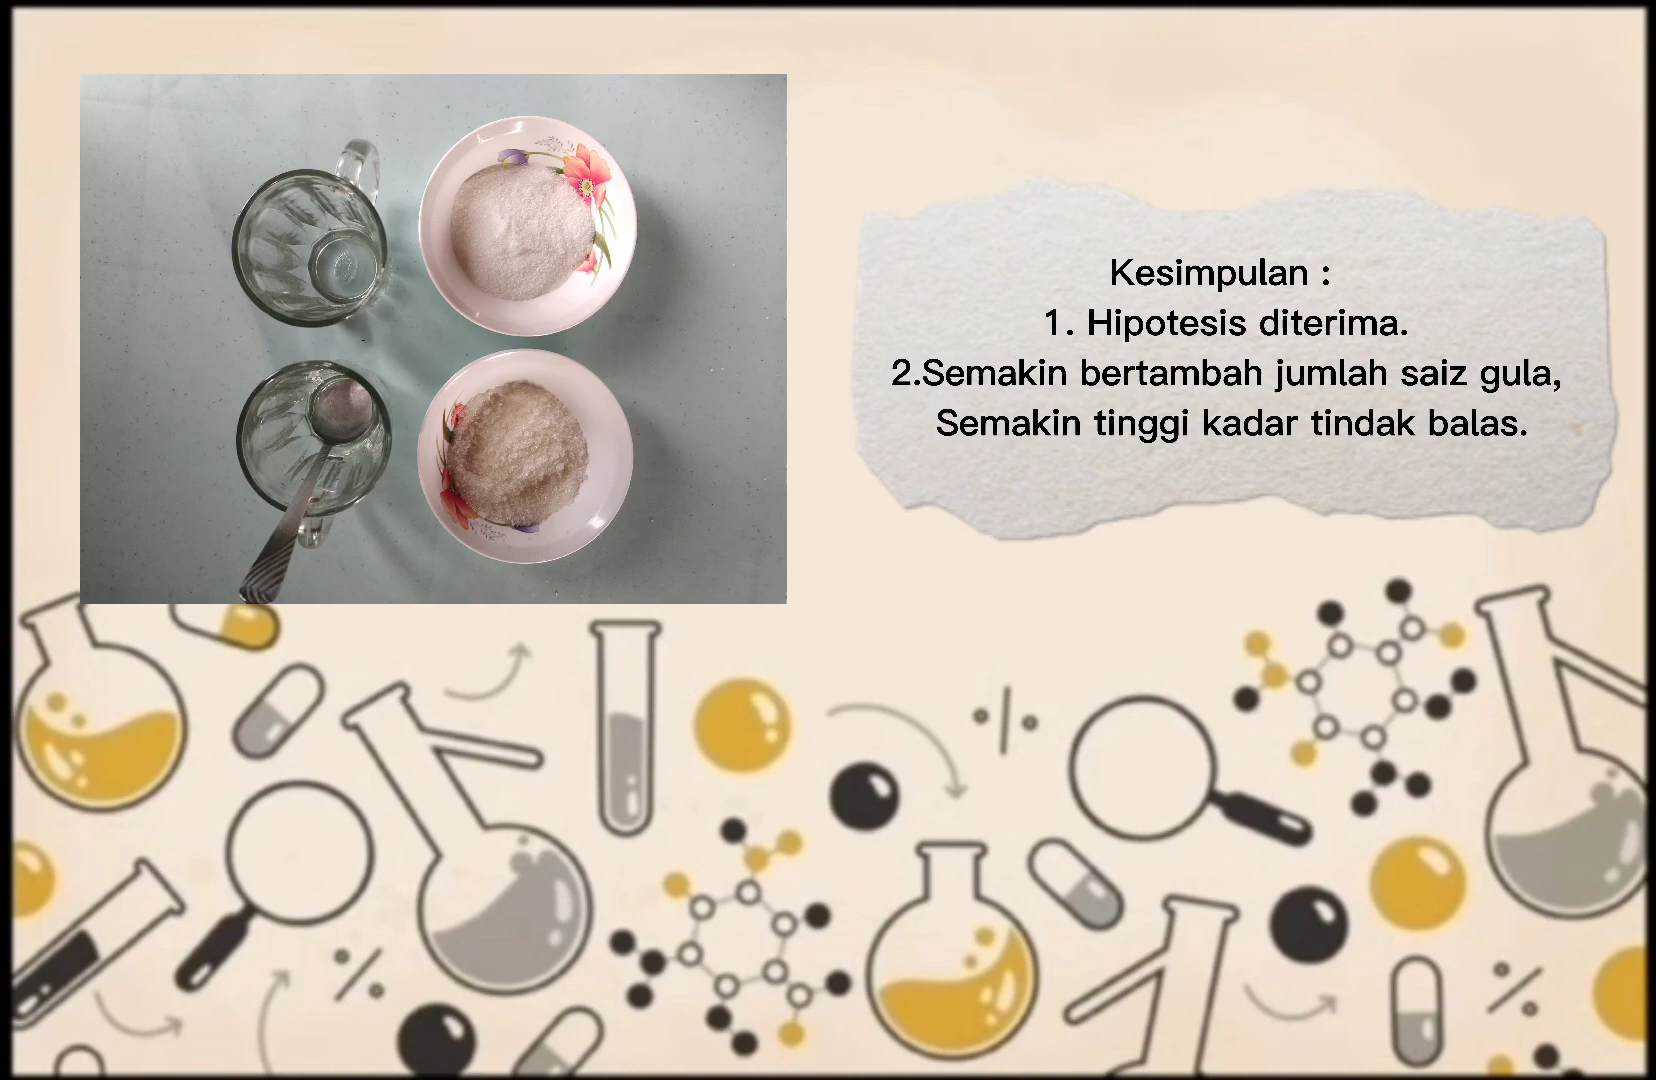 Kesimpulan :
1. Hipotesis diterima.
2.Semakin bertambah jumlah saiz gula,
Semakin tinggi kadar tindak balas.